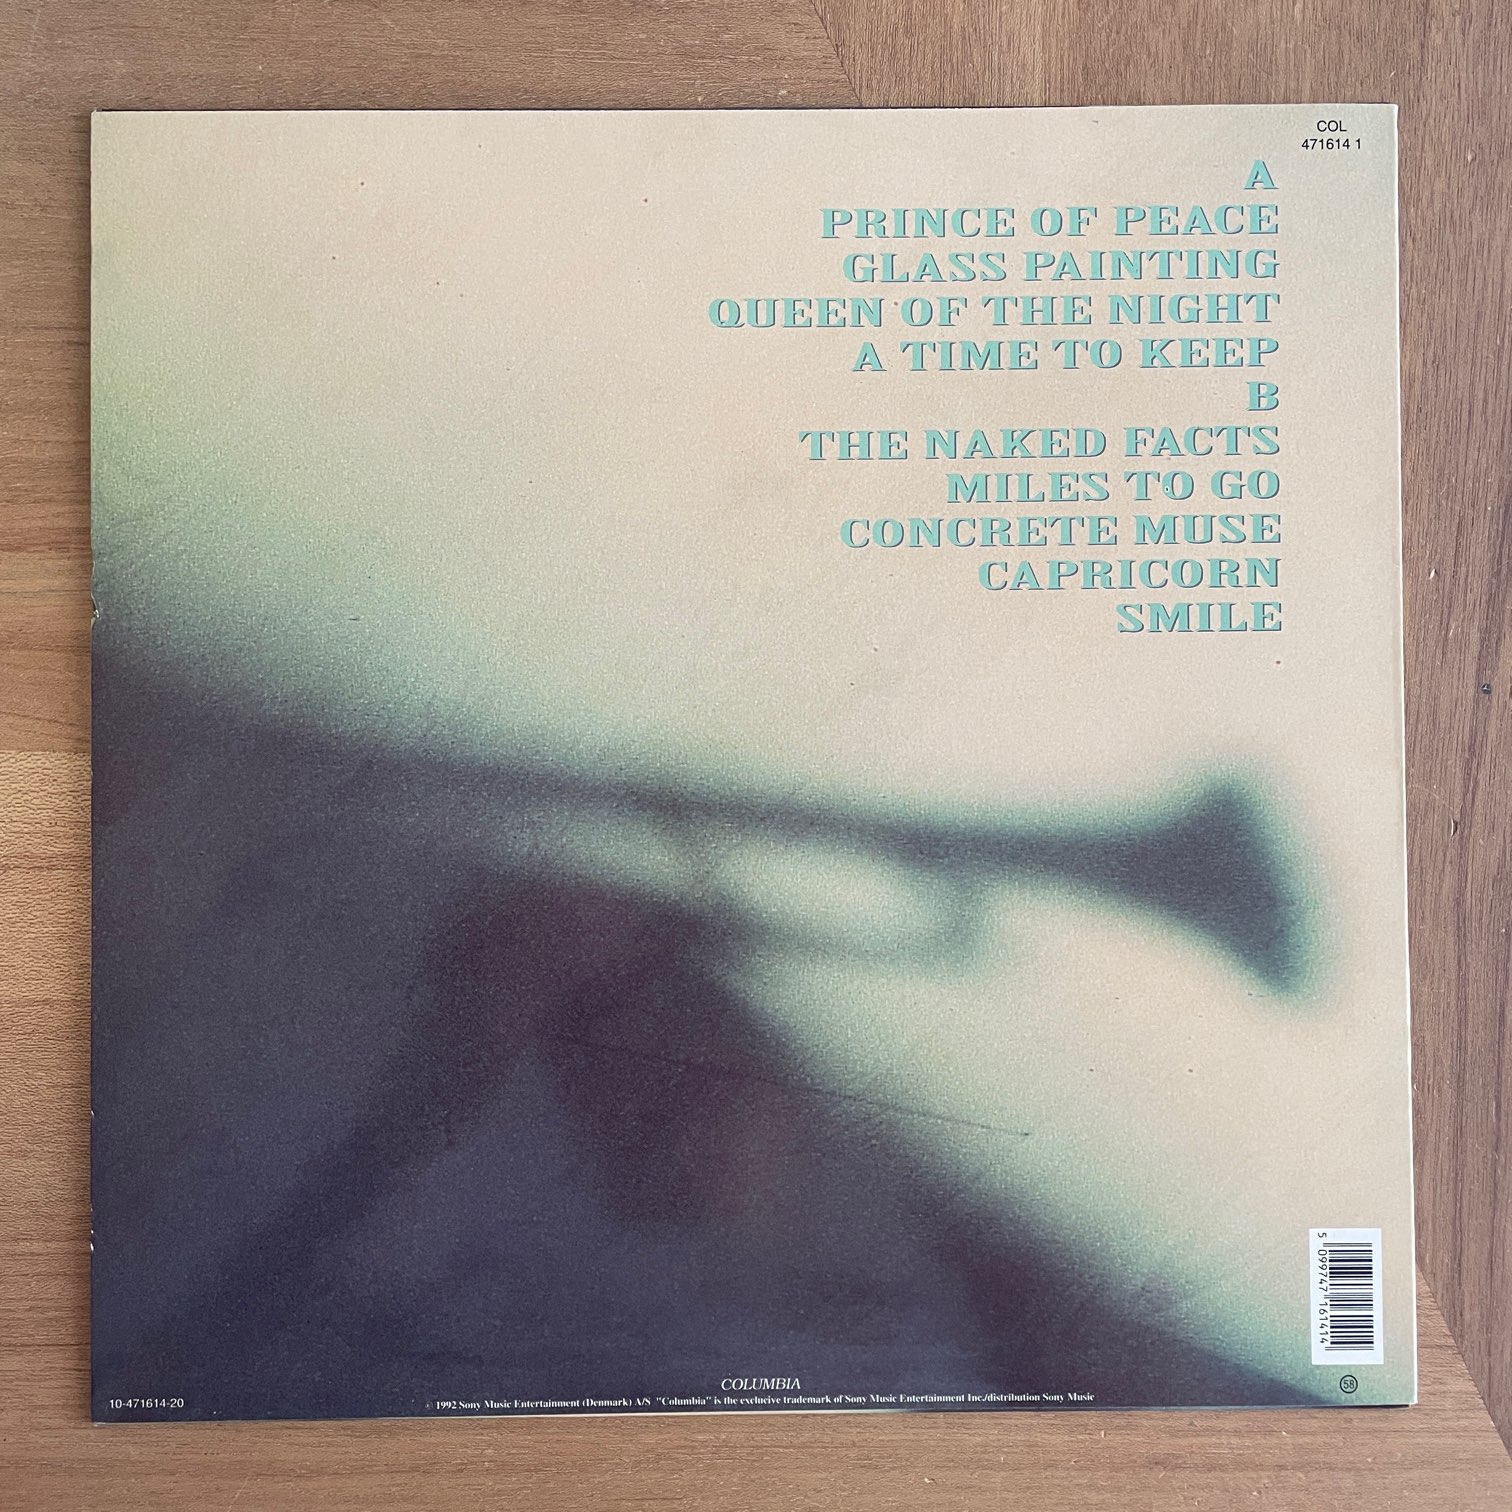 COL
471614 1
A
PRINCE OF PEACE
GLASS PAINTING
QUEEN OF THE NIGHT
A TIME TO KEEP
B
THE NAKED FACTS
MILES TO GO
CONCRETE MUSE
CAPRICORN
SMILE
5 099747 161414
58
COLUMBIA
℗ 1992 Sony Music Entertainment (Denmark) A/S "Columbia" is the exclucive trademark of Sony Music Entertainment Inc./distribution Sony Music
10-471614-20